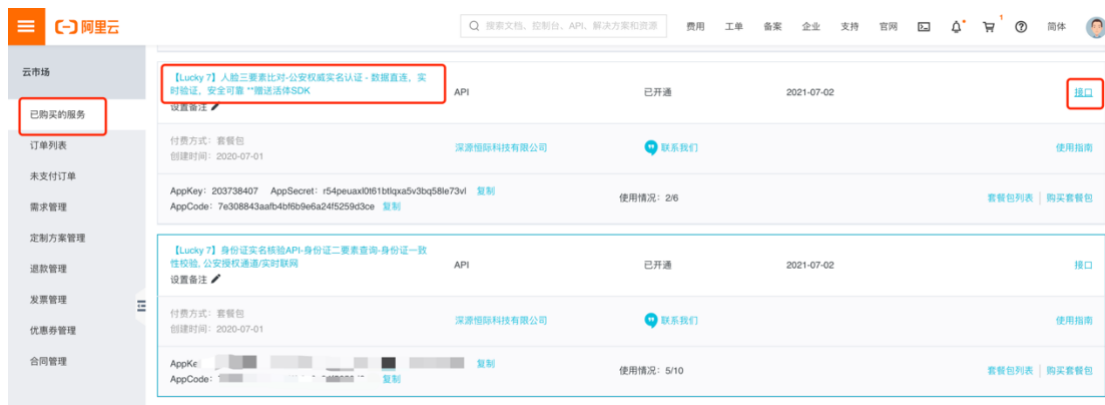 阿里云
搜索文档、控制台、API、解决方案和资源
费用 工单 备案 企业 支持 官网 1 简体
云市场
已购买的服务
订单列表
未支付订单
需求管理
定制方案管理
退款管理
发票管理
优惠券管理
合同管理
【Lucky 7】人脸三要素比对-公安权威实名认证 - 数据直连、实
时验证，安全可靠 **赠送活体SDK
设置备注
API 已开通 2021-07-02 接口
付费方式：套餐包
创建时间：2020-07-01
深源恒际科技有限公司 联系我们 使用指南
AppKey：203738407 AppSecret：r54peuaxl0t61btlqxa5v3bq58le73vl 复制
AppCode：7e308843aafb4bf6b9e6a24f5259d3ce 复制
使用情况：2/6 套餐包列表 购买套餐包
【Lucky 7】身份证实名核验API-身份证二要素查询-身份证一致
性校验, 公安授权通道/实时联网
设置备注
API 已开通 2021-07-02 接口
付费方式：套餐包
创建时间：2020-07-01
深源恒际科技有限公司 联系我们 使用指南
AppKe 复制
AppCode： 复制
使用情况：5/10 套餐包列表 购买套餐包